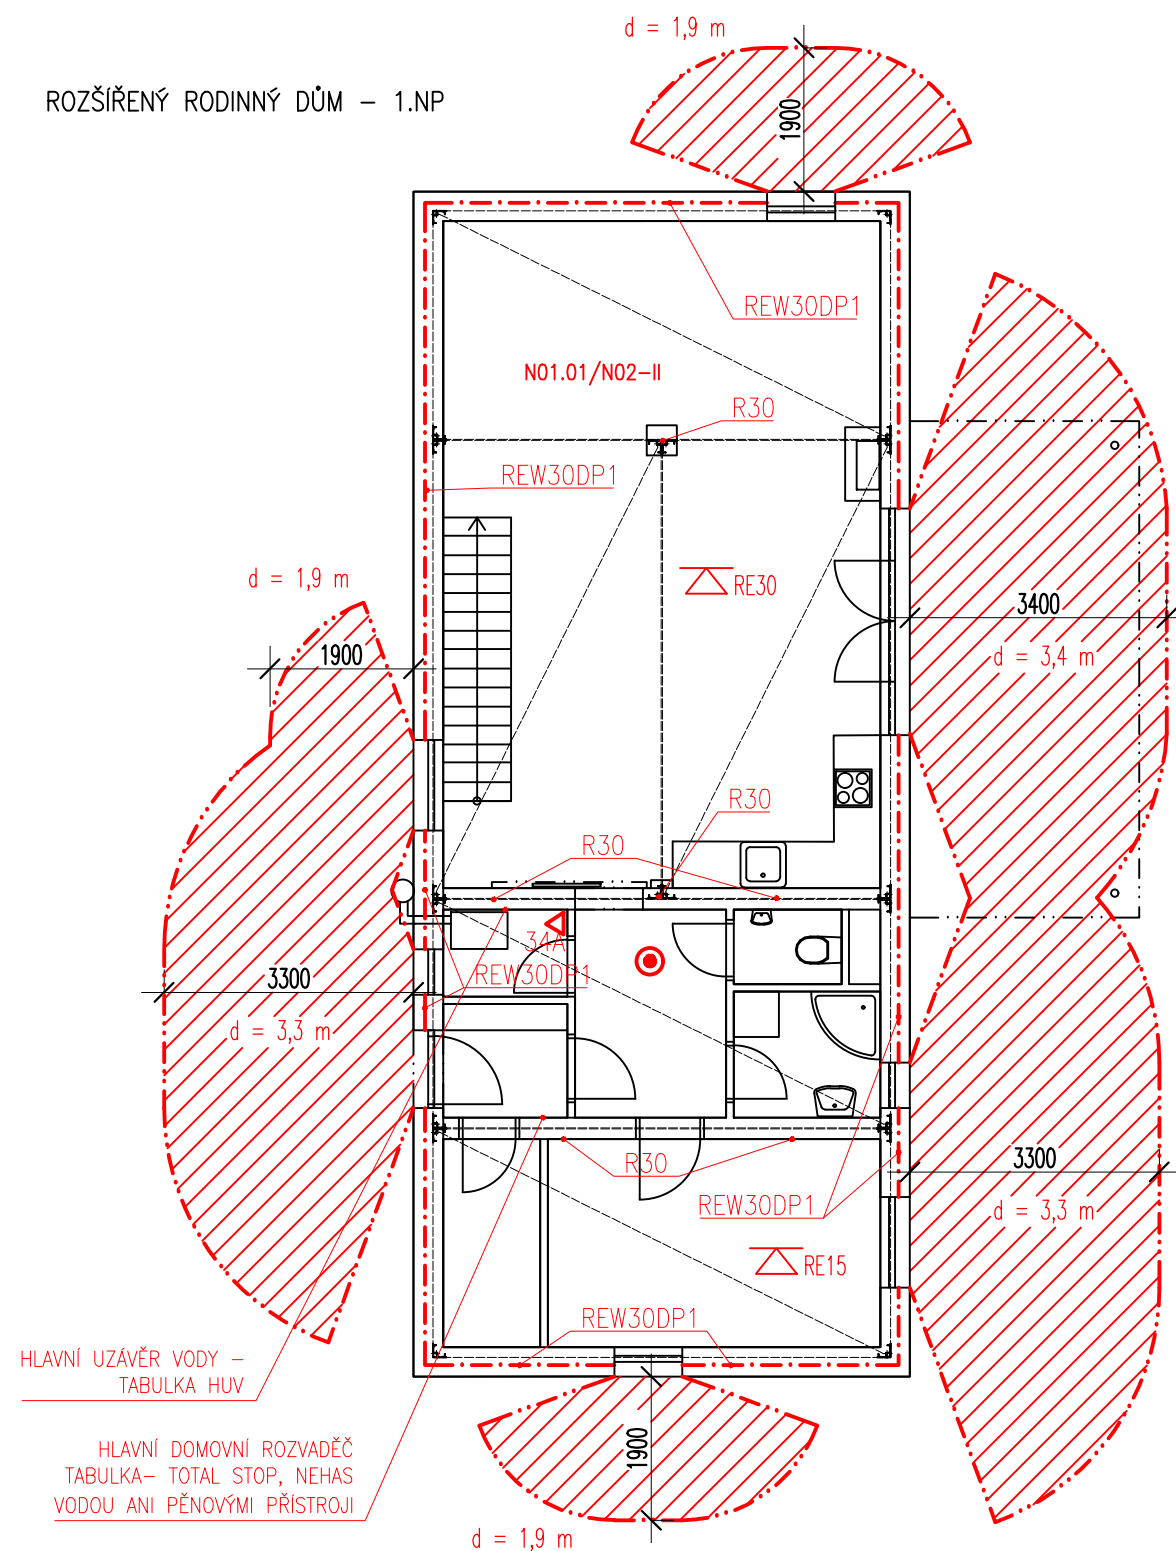 d = 1,9 m
ROZŠÍŘENÝ RODINNÝ DŮM – 1.NP
1900
REW30DP1
N01.01/N02–II
R30
REW30DP1
RE30
d = 1,9 m
1900
3400
d = 3,4 m
R30
R30
34A
REW30DP1
3300
d = 3,3 m
R30
3300
REW30DP1
d = 3,3 m
RE15
REW30DP1
HLAVNÍ UZÁVĚR VODY –
TABULKA HUV
HLAVNÍ DOMOVNÍ ROZVADĚČ
TABULKA– TOTAL STOP, NEHAS
VODOU ANI PĚNOVÝMI PŘÍSTROJI
1900
d = 1,9 m